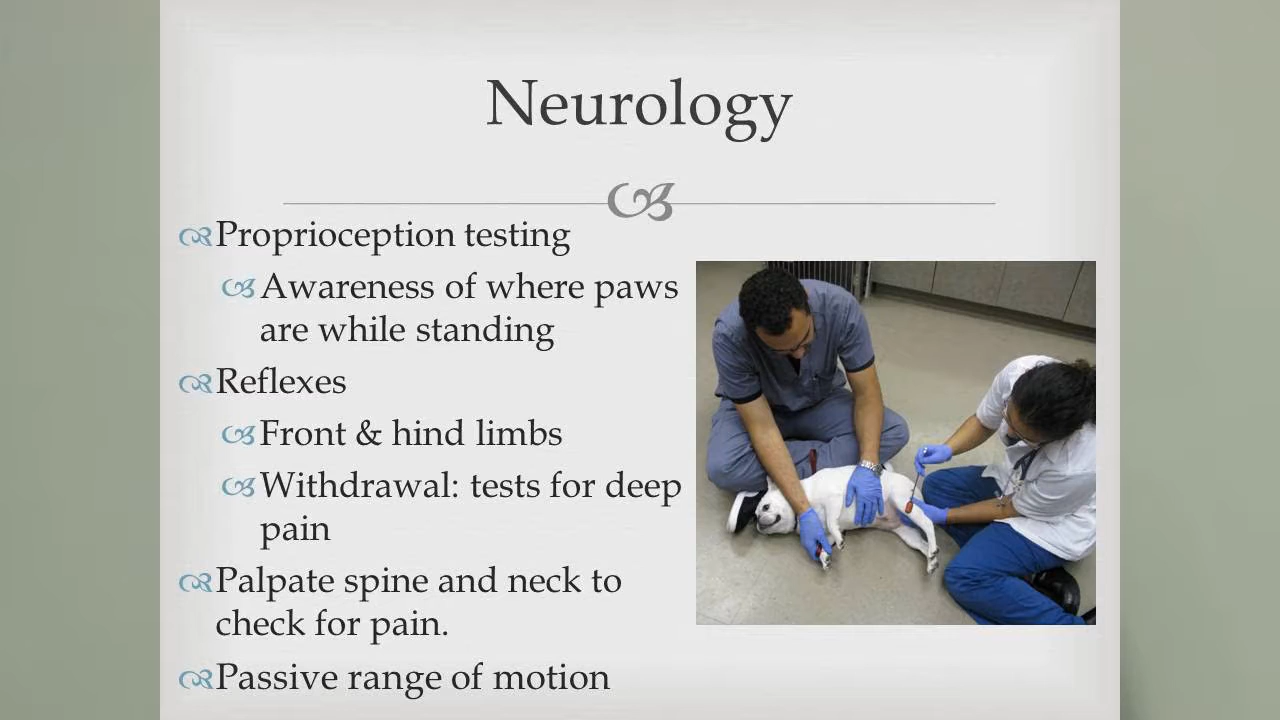 Neurology
Proprioception testing
Awareness of where paws
are while standing
Reflexes
Front & hind limbs
Withdrawal: tests for deep
pain
Palpate spine and neck to
check for pain.
Passive range of motion